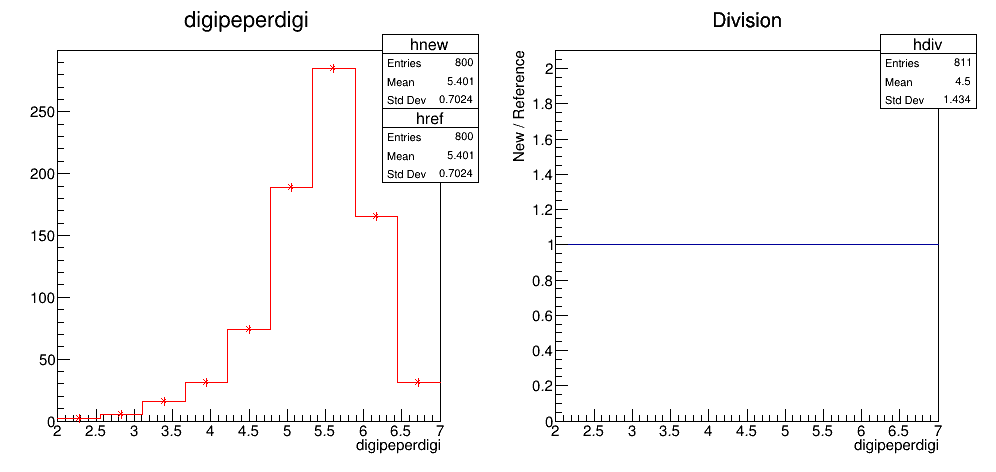 digipeperdigi
hnew
Entries 800
Mean 5.401
Std Dev 0.7024
href
Entries 800
Mean 5.401
Std Dev 0.7024
250
200
150
100
50
0
2 2.5 3 3.5 4 4.5 5 5.5 6 6.5 7
digipeperdigi
Division
hdiv
Entries 811
Mean 4.5
Std Dev 1.434
New / Reference
2
1.8
1.6
1.4
1.2
1
0.8
0.6
0.4
0.2
0
2 2.5 3 3.5 4 4.5 5 5.5 6 6.5 7
digipeperdigi